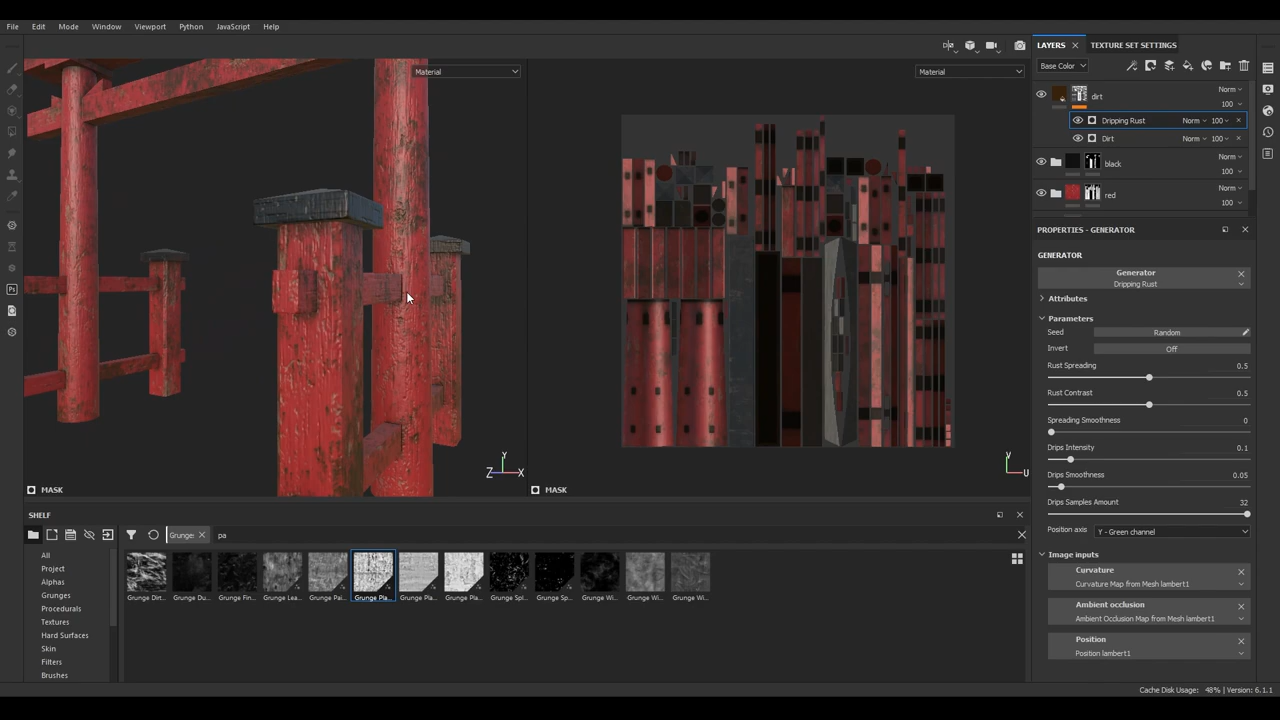 File Edit Mode Window Viewport Python JavaScript Help
LAYERS TEXTURE SET SETTINGS
Base Color
Material
Material
dirt Norm 100
Dripping Rust Norm 100
Dirt Norm 100
black Norm 100
red Norm 100
PROPERTIES - GENERATOR
GENERATOR
Generator
Dripping Rust
Attributes
Parameters
Seed Random
Invert Off
Rust Spreading 0.5
Rust Contrast 0.5
Spreading Smoothness 0
Drips Intensity 0.1
Drips Smoothness 0.05
Drips Samples Amount 32
Position axis Y - Green channel
Image inputs
Curvature
Curvature Map from Mesh lambert1
Ambient occlusion
Ambient Occlusion Map from Mesh lambert1
Position
Position lambert1
Y
Z X
V
U
MASK
MASK
SHELF
Grunge pa
All
Project
Alphas
Grunges
Procedurals
Textures
Hard Surfaces
Skin
Filters
Brushes
Grunge Dirt... Grunge Du... Grunge Fin... Grunge Lea... Grunge Pai... Grunge Pla... Grunge Pla... Grunge Pla... Grunge Spl... Grunge Sp... Grunge Wi... Grunge Wi... Grunge Wi...
Ps
Cache Disk Usage: 48% | Version: 6.1.1